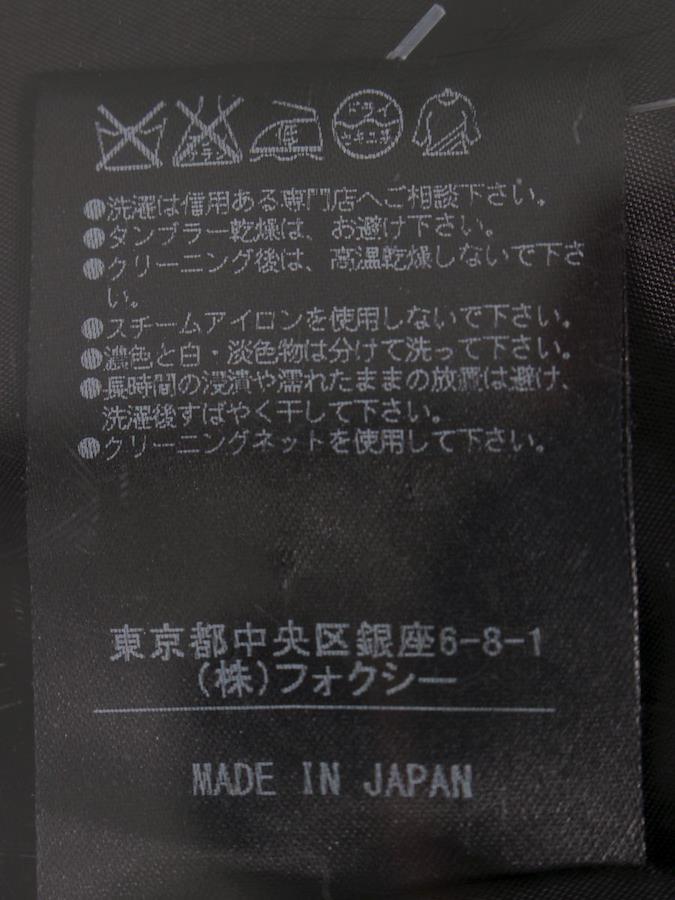 低
ドライ
●洗濯は信用ある専門店へご相談下さい。
●タンブラー乾燥は、お避け下さい。
●クリーニング後は、高温乾燥しないで下さ
い。
●スチームアイロンを使用しないで下さい。
●濃色と白・淡色物は分けて洗って下さい。
●長時間の浸漬や濡れたままの放置は避け、
洗濯後すばやく干して下さい。
●クリーニングネットを使用して下さい。
東京都中央区銀座6-8-1
(株)フォクシー
MADE IN JAPAN